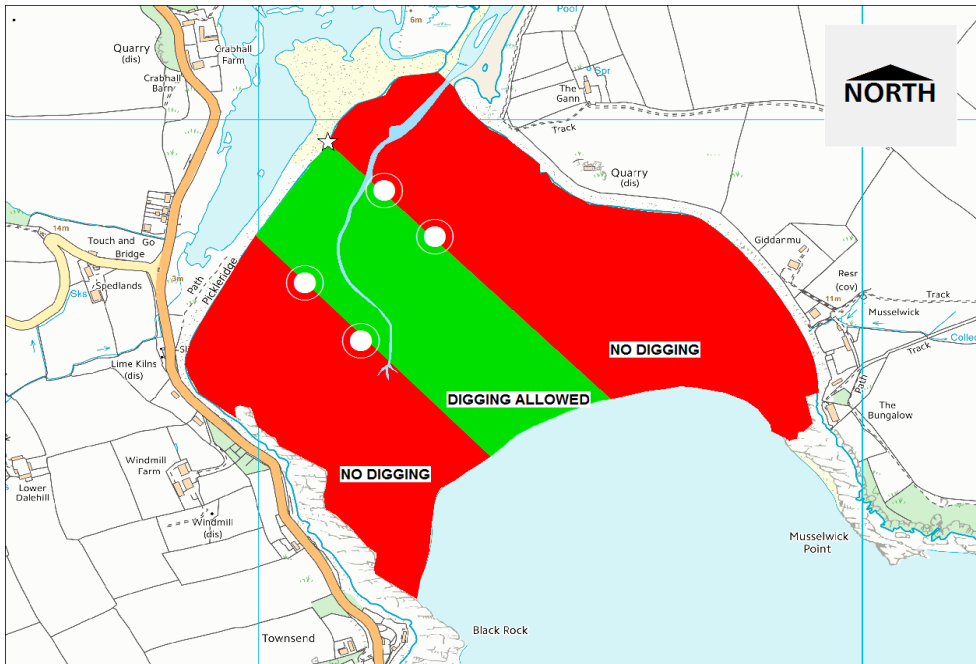 Pool
6m
Quarry
(dis)
Crabhall
Farm
Crabhall
Barn
Spr
The
Gann
Track
NORTH
Quarry
(dis)
14m
Touch and Go
Bridge
Spedlands
Sks
3m
Path
Pickleridge
Giddarmu
Resr
(cov)
11m
Track
Musselwick
Track
Path
Lime Kilns
(dis)
NO DIGGING
DIGGING ALLOWED
The
Bungalow
Windmill
Farm
NO DIGGING
Lower
Dalehill
Windmill
(dis)
Musselwick
Point
Townsend
Black Rock